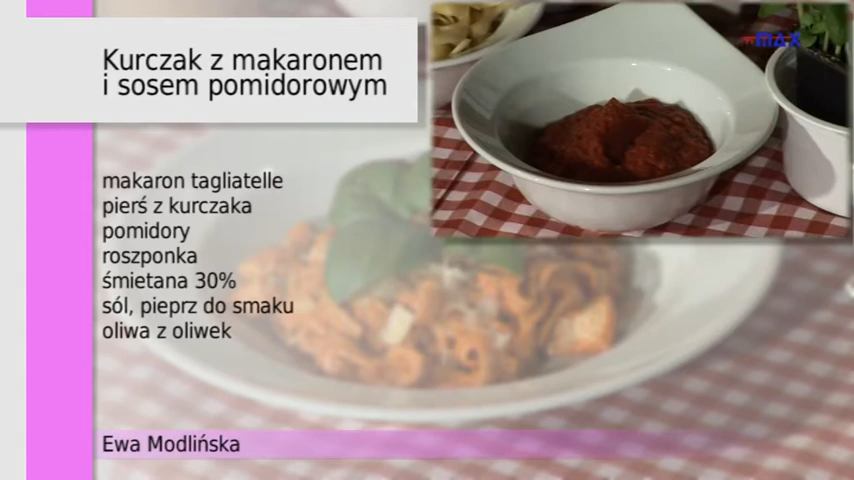 Kurczak z makaronem
i sosem pomidorowym
MAX
makaron tagliatelle
pierś z kurczaka
pomidory
roszponka
śmietana 30%
sól, pieprz do smaku
oliwa z oliwek
Ewa Modlińska